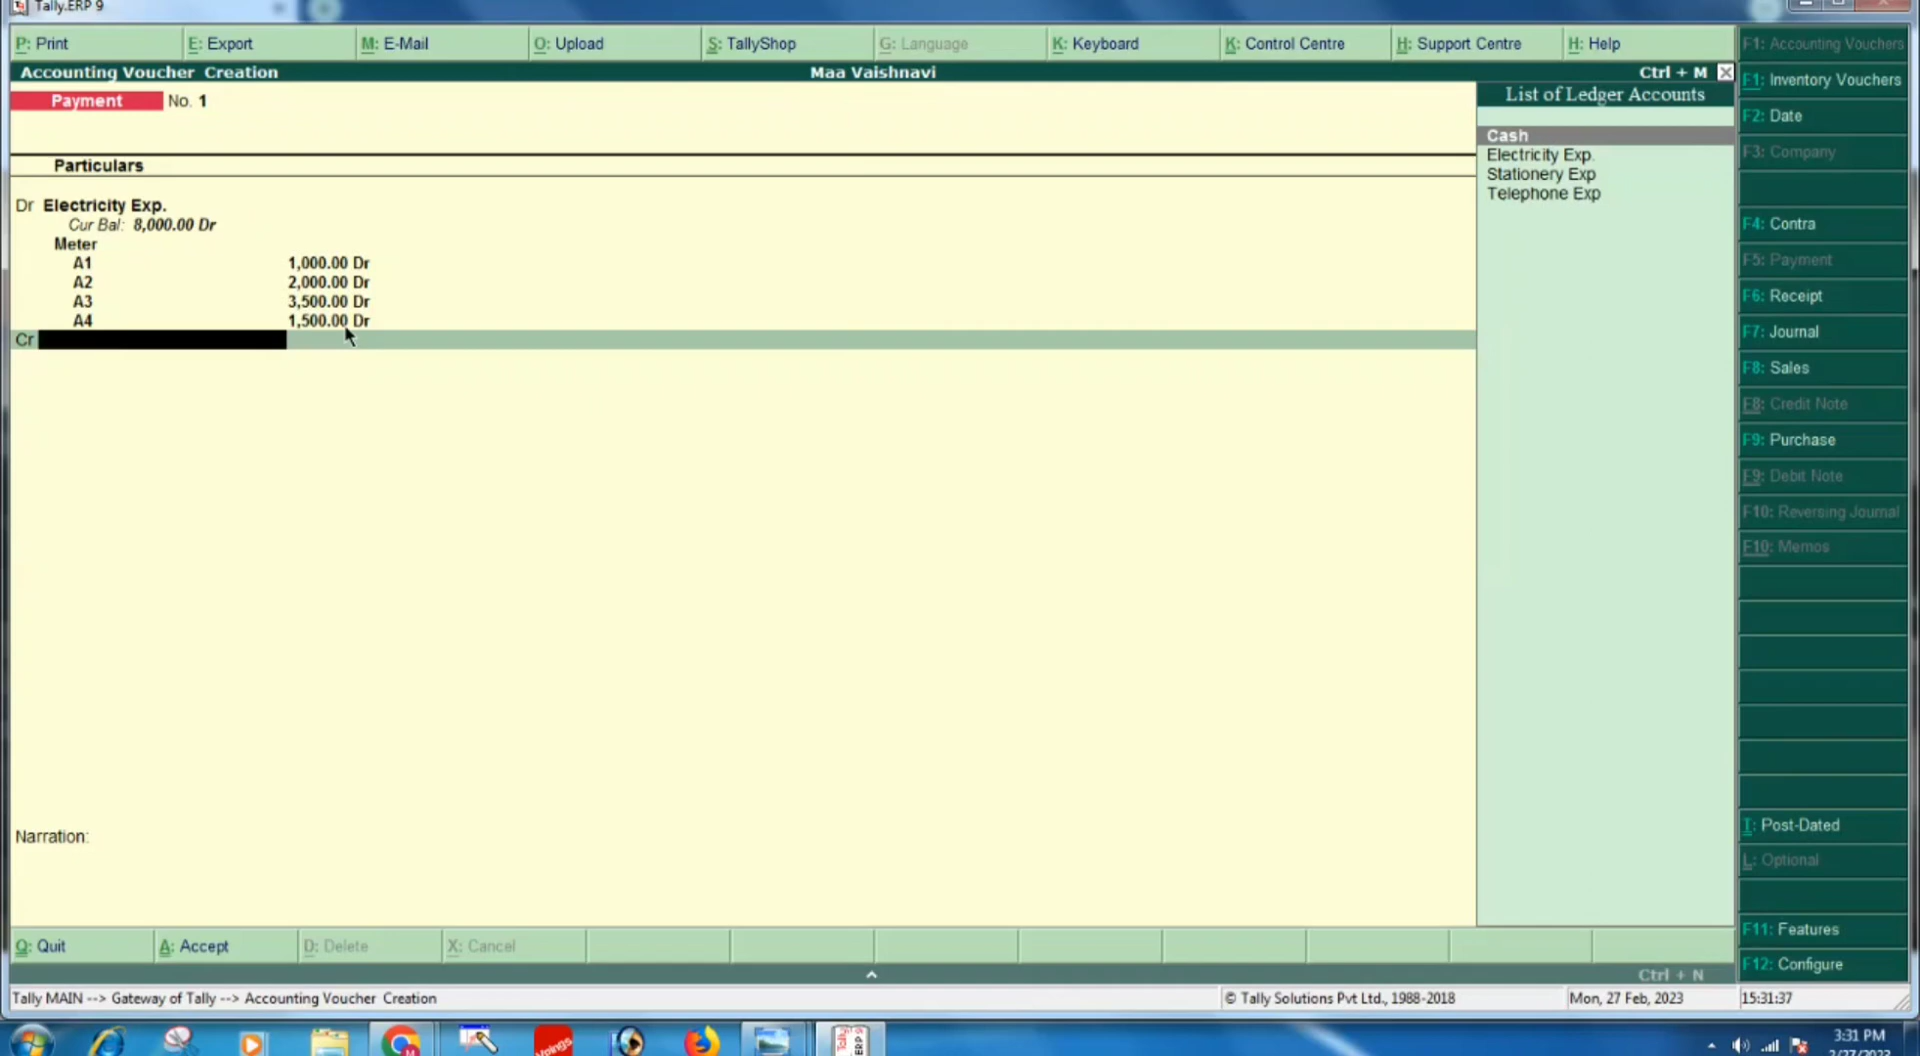 Tally.ERP 9
P: Print E: Export M: E-Mail O: Upload S: TallyShop G: Language K: Keyboard K: Control Centre H: Support Centre H: Help
F1: Accounting Vouchers
Accounting Voucher Creation Maa Vaishnavi Ctrl + M
F1: Inventory Vouchers
Payment No. 1
List of Ledger Accounts
F2: Date
Cash
F3: Company
Electricity Exp.
Particulars
Stationery Exp
Telephone Exp
Dr Electricity Exp.
Cur Bal: 8,000.00 Dr
F4: Contra
Meter
A1 1,000.00 Dr
F5: Payment
A2 2,000.00 Dr
A3 3,500.00 Dr
F6: Receipt
A4 1,500.00 Dr
Cr
F7: Journal
F8: Sales
F8: Credit Note
F9: Purchase
F9: Debit Note
F10: Reversing Journal
F10: Memos
T: Post-Dated
Narration:
L: Optional
F11: Features
Q: Quit A: Accept D: Delete X: Cancel
F12: Configure
Ctrl + N
Tally MAIN --> Gateway of Tally --> Accounting Voucher Creation © Tally Solutions Pvt Ltd., 1988-2018 Mon, 27 Feb, 2023 15:31:37
3:31 PM
2/27/2023